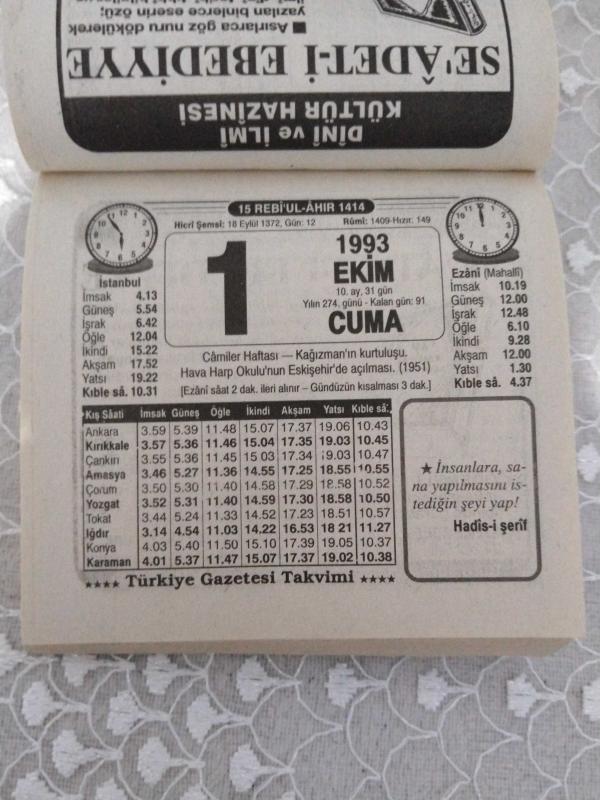 SE'ÂDET-İ EBEDİYYE
■ Asırlarca göz nuru dökülerek
yazılan binlerce eserin özü;
DİNÎ ve İLMÎ
KÜLTÜR HAZİNESİ
15 REBÎ'UL-ÂHIR 1414
Hicrî Şemsî: 18 Eylül 1372, Gün: 12 Rûmî: 1409-Hızır: 149
1
1993
EKİM
10. ay, 31 gün
Yılın 274. günü - Kalan gün: 91
CUMA
İstanbul
İmsak 4.13
Güneş 5.54
İşrak 6.42
Öğle 12.04
İkindi 15.22
Akşam 17.52
Yatsı 19.22
Kıble sâ. 10.31
Ezânî (Mahallî)
İmsak 10.19
Güneş 12.00
İşrak 12.48
Öğle 6.10
İkindi 9.28
Akşam 12.00
Yatsı 1.30
Kıble sâ. 4.37
Câmiler Haftası — Kağızman'ın kurtuluşu.
Hava Harp Okulu'nun Eskişehir'de açılması. (1951)
[Ezânî sâat 2 dak. ileri alınır – Gündüzün kısalması 3 dak.]
Kış Sâati İmsak Güneş Öğle İkindi Akşam Yatsı Kıble sâ.
Ankara 3.59 5.39 11.48 15.07 17.37 19.06 10.43
Kırıkkale 3.57 5.36 11.46 15.04 17.35 19.03 10.45
Çankırı 3.55 5.36 11.45 15.03 17.34 19.03 10.47
Amasya 3.46 5.27 11.36 14.55 17.25 18.55 10.55
Çorum 3.50 5.30 11.40 14.58 17.29 18.58 10.52
Yozgat 3.52 5.31 11.40 14.59 17.30 18.58 10.50
Tokat 3.44 5.24 11.33 14.52 17.23 18.51 10.57
Iğdır 3.14 4.54 11.03 14.22 16.53 18 21 11.27
Konya 4.03 5.40 11.50 15.10 17.39 19.05 10.37
Karaman 4.01 5.37 11.47 15.07 17.37 19.02 10.38
★ İnsanlara, sa-
na yapılmasını is-
tediğin şeyi yap!
Hadîs-i şerîf
★★★★ Türkiye Gazetesi Takvimi ★★★★